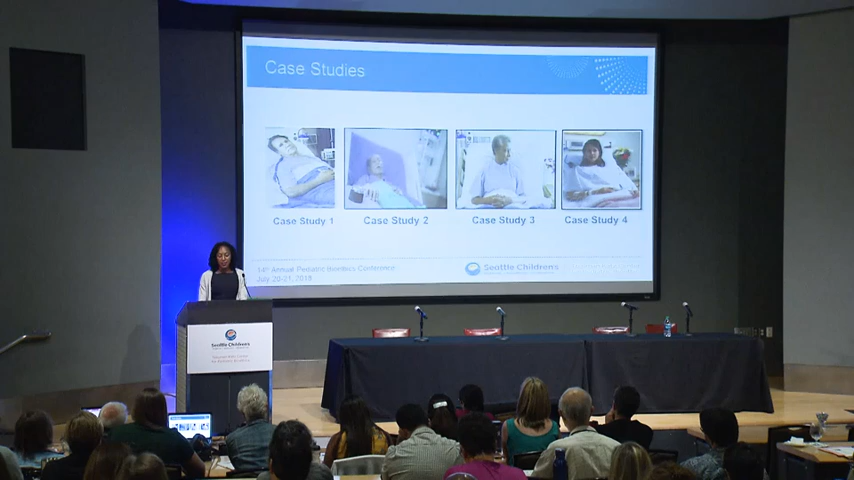 Case Studies
Case Study 1
Case Study 2
Case Study 3
Case Study 4
14th Annual Pediatric Bioethics Conference
July 20-21, 2018
Seattle Children's
Seattle Children's